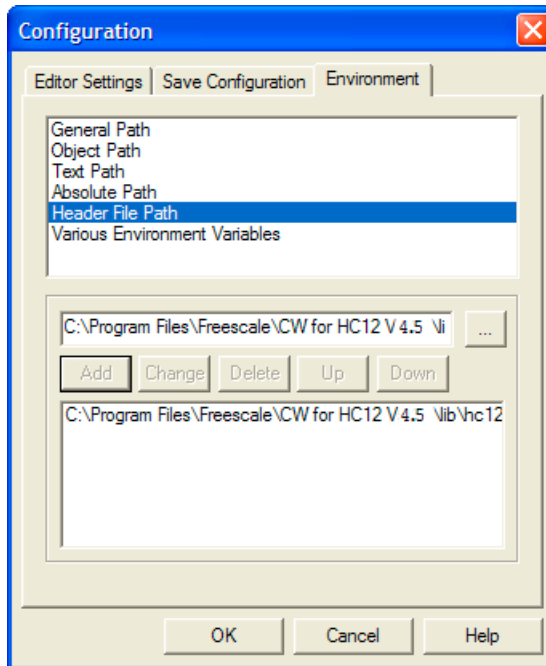 Configuration
Editor Settings Save Configuration Environment
General Path
Object Path
Text Path
Absolute Path
Header File Path
Various Environment Variables
C:\Program Files\Freescale\CW for HC12 V 4.5 \li ...
Add Change Delete Up Down
C:\Program Files\Freescale\CW for HC12 V 4.5 \lib\hc12
OK Cancel Help